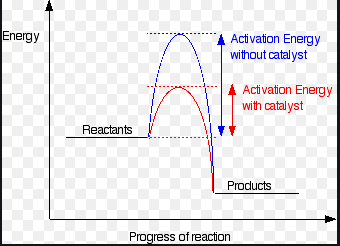 Energy
Activation Energy
without catalyst
Activation Energy
with catalyst
Reactants
Products
Progress of reaction